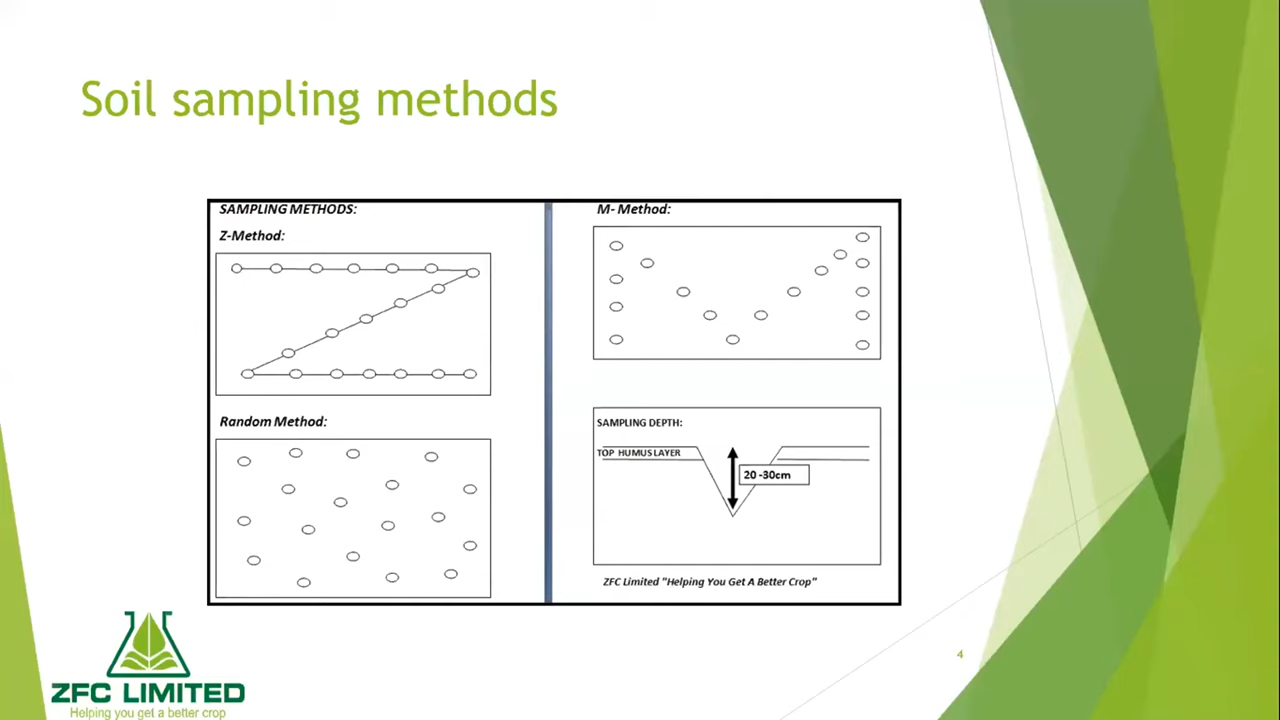 Soil sampling methods
SAMPLING METHODS:
Z-Method:
Random Method:
M- Method:
SAMPLING DEPTH:
TOP HUMUS LAYER
20 -30cm
ZFC Limited "Helping You Get A Better Crop"
ZFC LIMITED
Helping you get a better crop
4